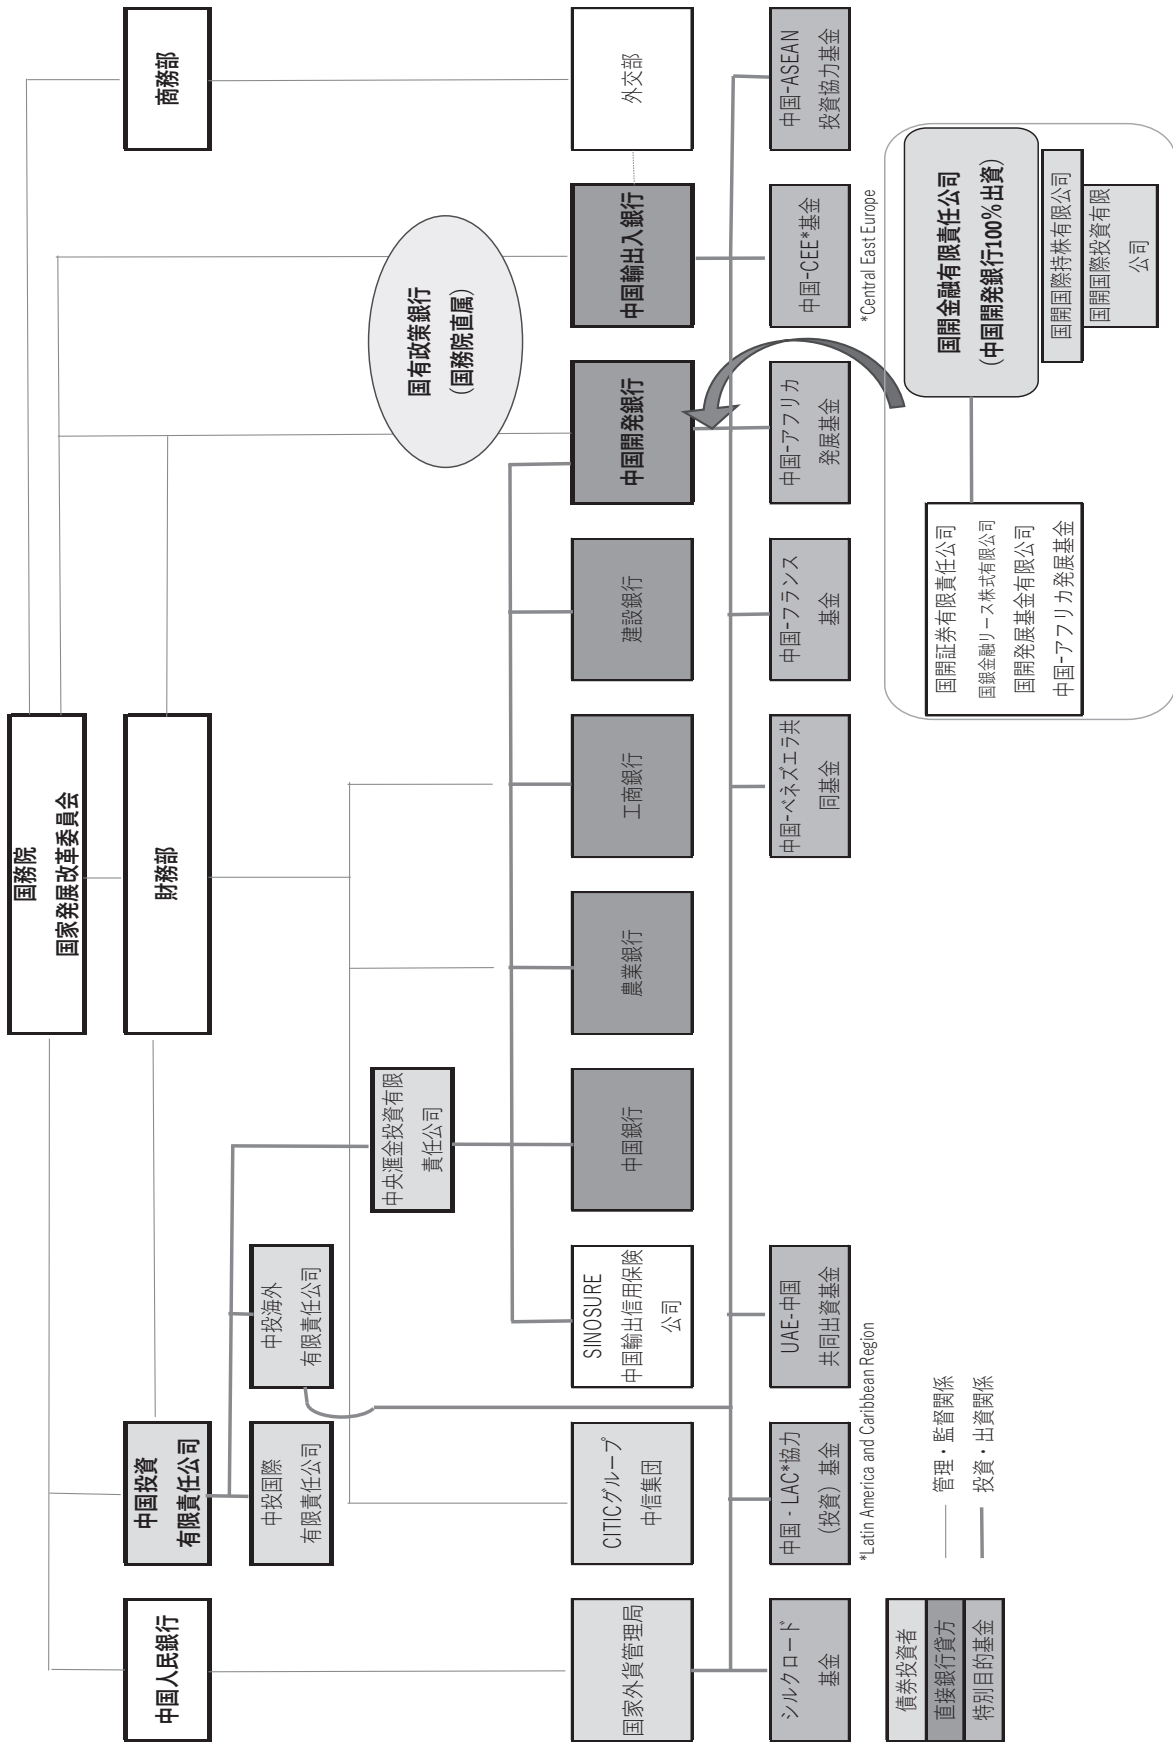 国務院
国家発展改革委員会
中国人民銀行
中国投資
有限責任公司
財務部
商務部
中投国際
有限責任公司
中投海外
有限責任公司
中央滙金投資有限
責任公司
国有政策銀行
(国務院直属)
国家外貨管理局
CITICグループ
中信集団
SINOSURE
中国輸出信用保険
公司
中国銀行
農業銀行
工商銀行
建設銀行
中国開発銀行
中国輸出入銀行
外交部
シルクロード
基金
中国‐LAC*協力
(投資)基金
*Latin America and Caribbean Region
UAE-中国
共同出資基金
中国-ベネズエラ共
同基金
中国-フランス
基金
中国-アフリカ
発展基金
中国-CEE*基金
*Central East Europe
中国-ASEAN
投資協力基金
債券投資者
直接銀行貸方
特別目的基金
管理・監督関係
投資・出資関係
国開証券有限責任公司
国銀金融リース株式有限公司
国開発展基金有限公司
中国-アフリカ発展基金
国開金融有限責任公司
(中国開発銀行100%出資)
国開国際持株有限公司
国開国際投資有限
公司